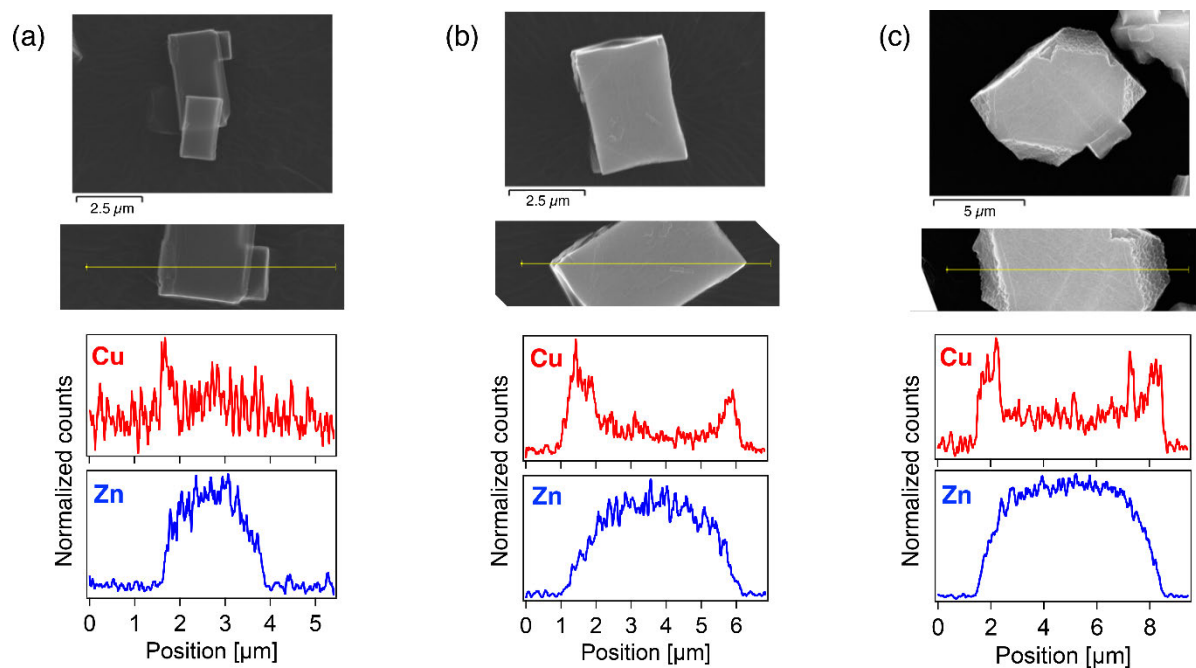 (a)
2.5 µm
Cu
Zn
Normalized counts
0 1 2 3 4 5
Position [µm]
(b)
2.5 µm
Cu
Zn
Normalized counts
0 1 2 3 4 5 6
Position [µm]
(c)
5 µm
Cu
Zn
Normalized counts
0 2 4 6 8
Position [µm]